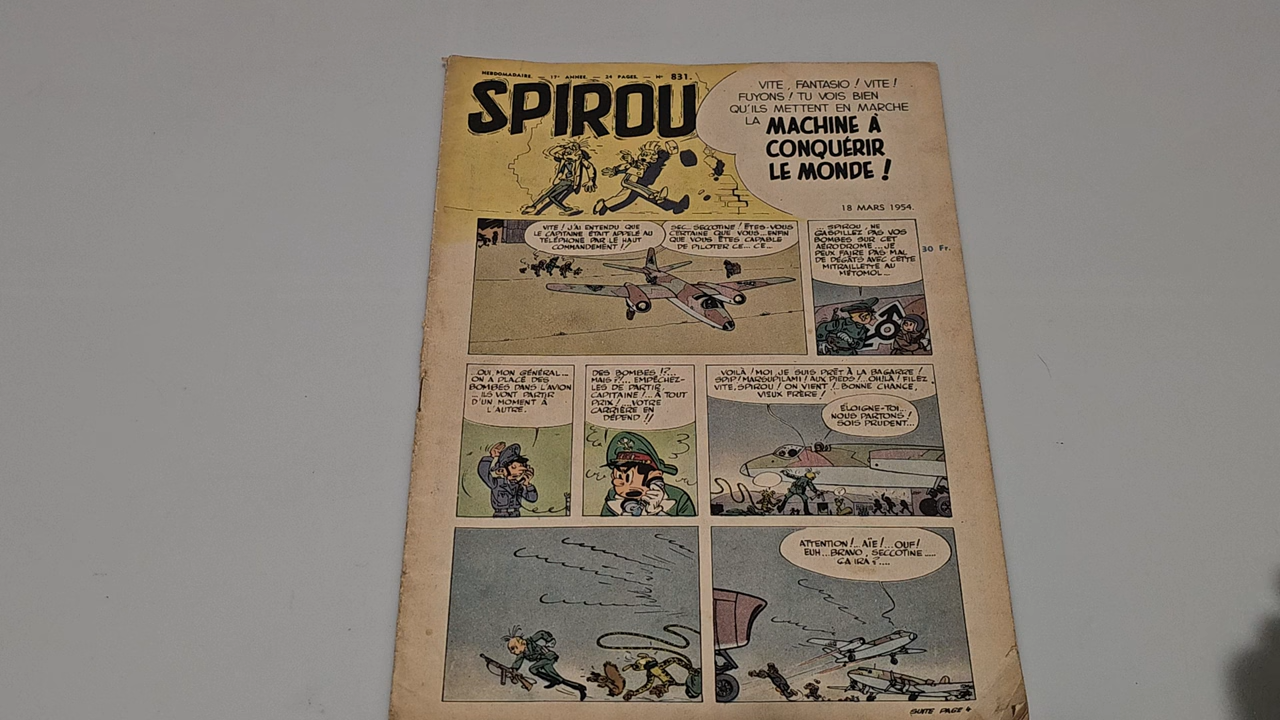 HEBDOMADAIRE. — 17e ANNEE. — 24 PAGES. — No 831.
SPIROU
VITE, FANTASIO ! VITE !
FUYONS ! TU VOIS BIEN
QU'ILS METTENT EN MARCHE
LA MACHINE À
CONQUÉRIR
LE MONDE !
18 MARS 1954.
30 Fr.
VITE ! J'AI ENTENDU QUE
LE CAPITAINE ÉTAIT APPELÉ AU
TÉLÉPHONE PAR LE HAUT
COMMANDEMENT !!
SEC... SECCOTINE ! ÊTES-VOUS
CERTAINE QUE VOUS... ENFIN
QUE VOUS ÊTES CAPABLE
DE PILOTER CE... CE...
SPIROU, NE
GASPILLEZ PAS VOS
BOMBES SUR CET
AÉRODROME... JE
PEUX FAIRE PAS MAL
DE DÉGATS AVEC CETTE
MITRAILLETTE AU
MÉTOMOL...
OUI, MON GÉNÉRAL...
ON A PLACÉ DES
BOMBES DANS L'AVION
... ILS VONT PARTIR
D'UN MOMENT À
L'AUTRE.
DES BOMBES !?...
MAIS ?!... EMPÊCHEZ-
LES DE PARTIR,
CAPITAINE !... À TOUT
PRIX !... VOTRE
CARRIÈRE EN
DÉPEND !!
VOILÀ ! MOI, JE SUIS PRÊT À LA BAGARRE !
SPIP ! MARSUPILAMI ! AUX PIEDS !... OHLÀ ! FILEZ
VITE, SPIROU ! ON VIENT !.. BONNE CHANCE,
VIEUX FRÈRE !
ÉLOIGNE-TOI...
NOUS PARTONS !
SOIS PRUDENT...
ATTENTION !.. AÏE !... OUF !
EUH... BRAVO, SECCOTINE ....
ÇA IRA ?....
SUITE PAGE 4